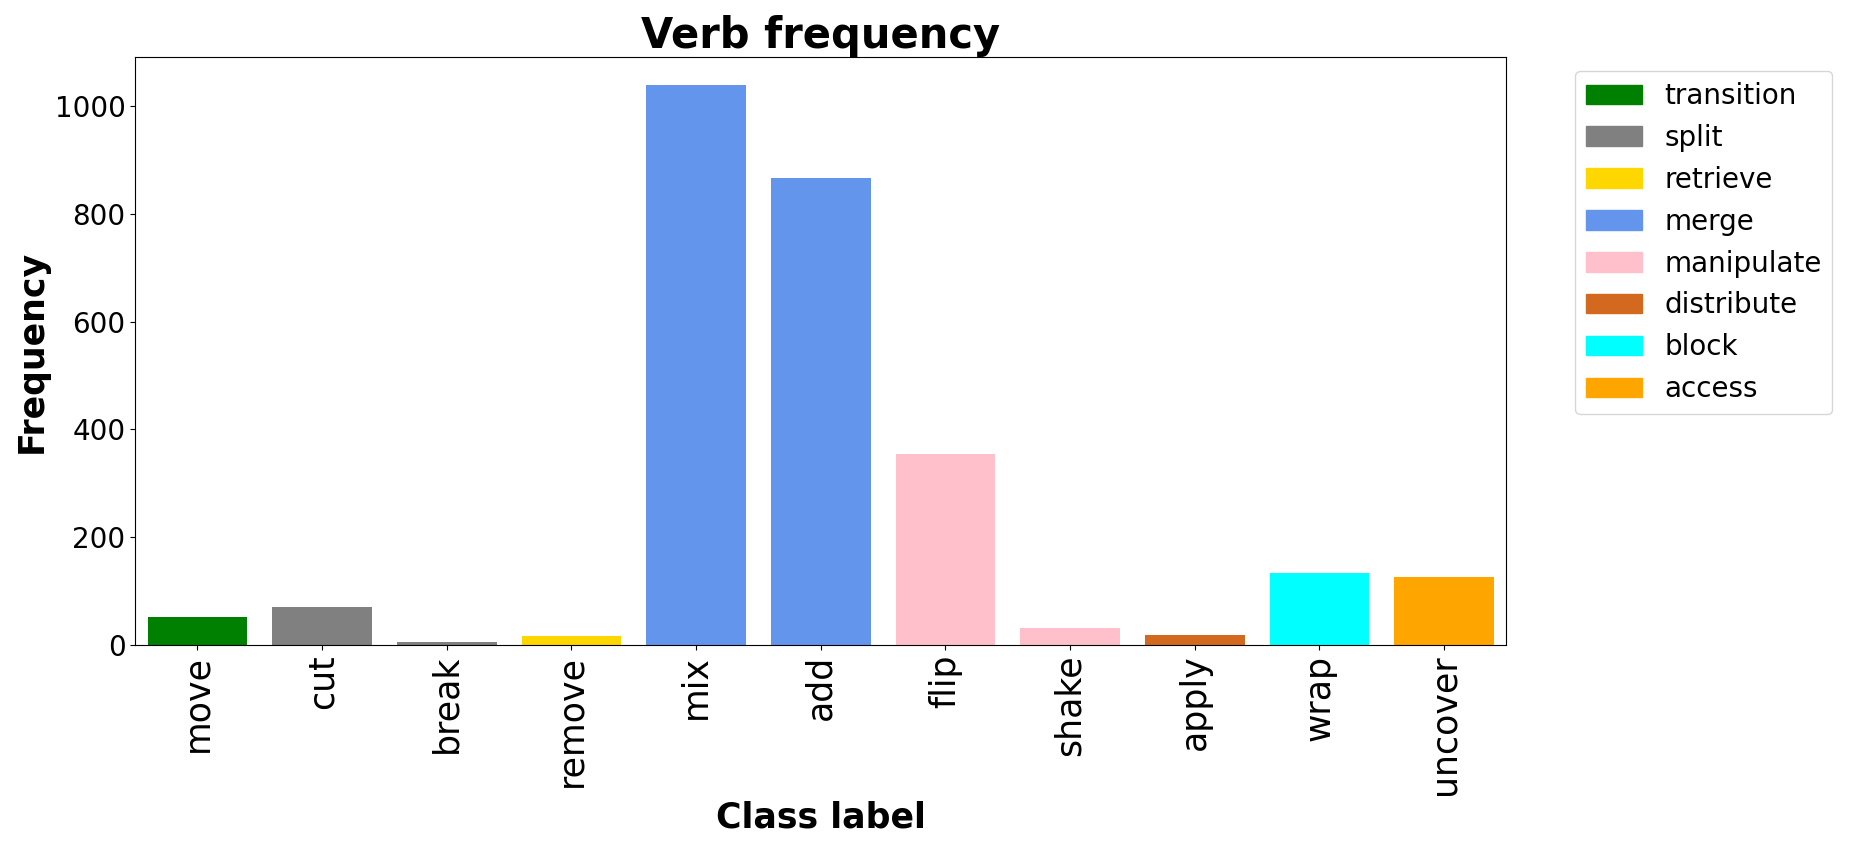 Verb frequency
Frequency
1000
800
600
400
200
0
move
cut
break
remove
mix
add
flip
shake
apply
wrap
uncover
Class label
transition
split
retrieve
merge
manipulate
distribute
block
access